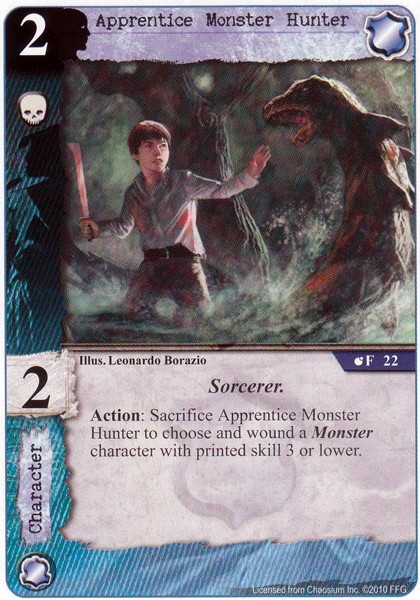 2
Apprentice Monster Hunter
Illus. Leonardo Borazio
F 22
2
Sorcerer.
Action: Sacrifice Apprentice Monster
Hunter to choose and wound a Monster
character with printed skill 3 or lower.
Character
Licensed from Chaosium Inc. ©2010 FFG